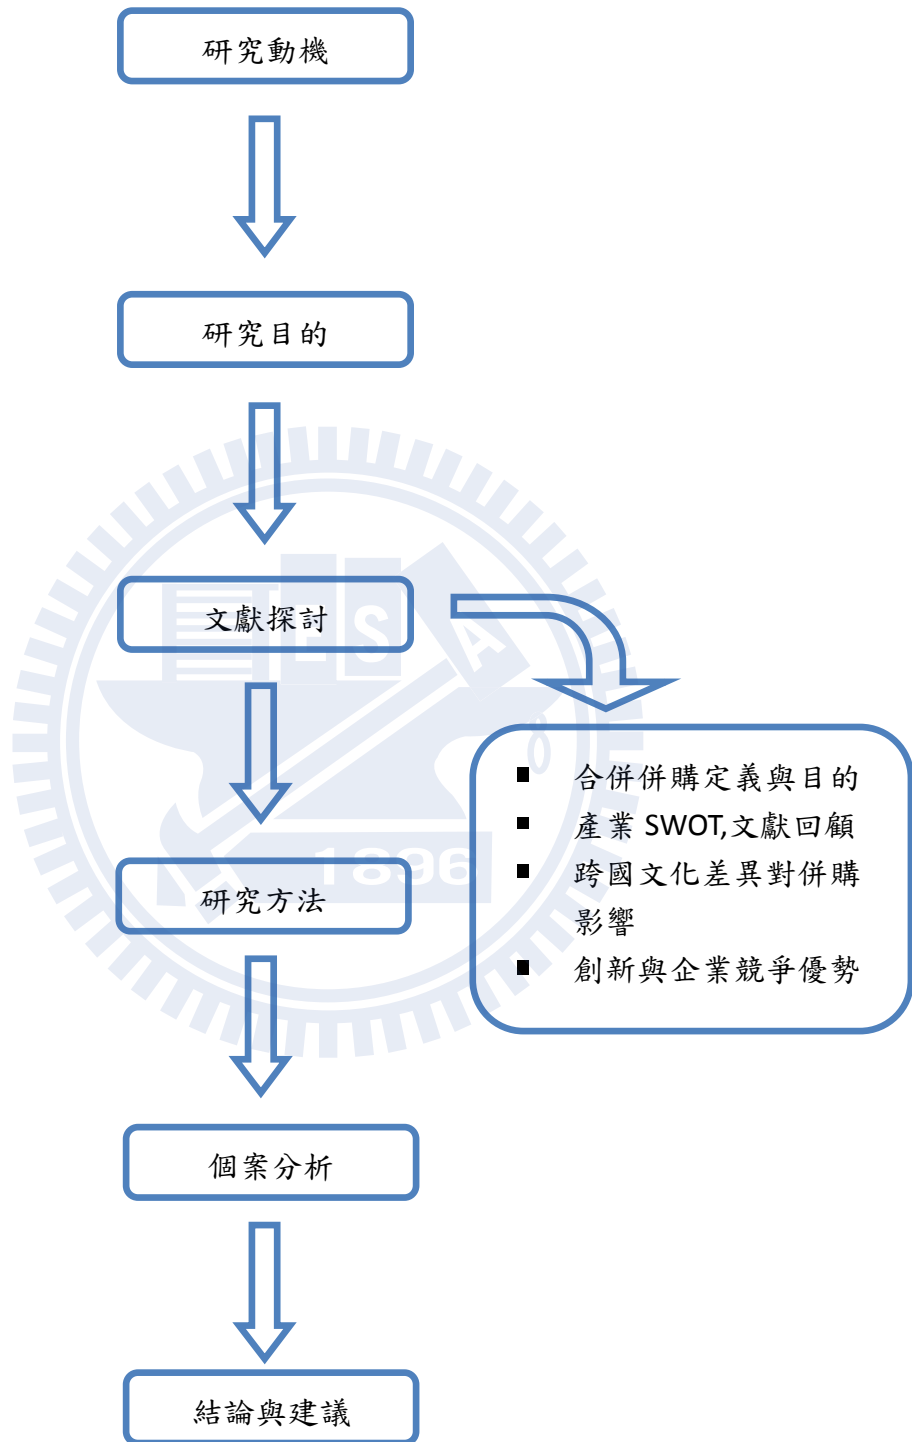 研究動機
研究目的
文獻探討
■ 合併併購定義與目的
■ 產業 SWOT,文獻回顧
■ 跨國文化差異對併購
影響
■ 創新與企業競爭優勢
研究方法
個案分析
結論與建議
E S A
1896